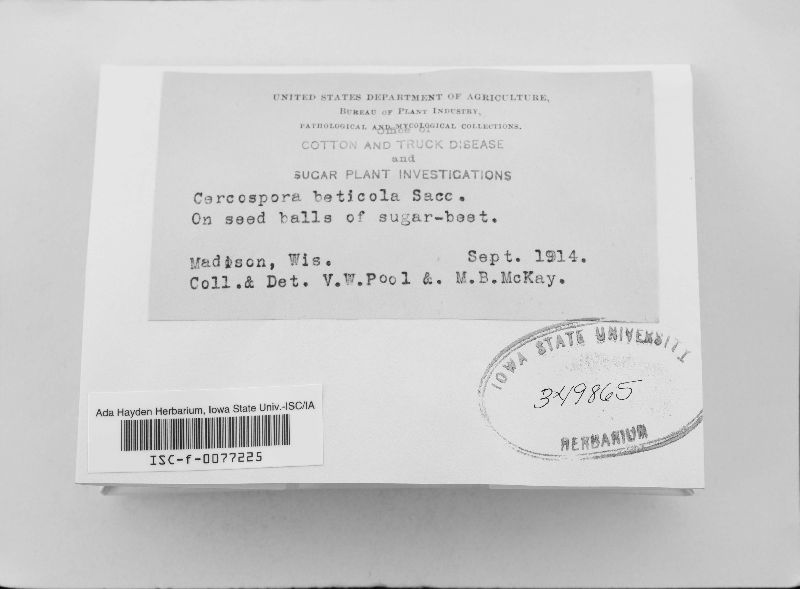 UNITED STATES DEPARTMENT OF AGRICULTURE,
BUREAU OF PLANT INDUSTRY,
PATHOLOGICAL AND MYCOLOGICAL COLLECTIONS.
Office of
COTTON AND TRUCK DISEASE
and
SUGAR PLANT INVESTIGATIONS
Cercospora beticola Sacc.
On seed balls of sugar-beet.
Madison, Wis. Sept. 1914.
Coll.& Det. V.W.Pool &. M.B.McKay.
IOWA STATE UNIVERSITY
349865
HERBARIUM
Ada Hayden Herbarium, Iowa State Univ.-ISC/IA
ISC-f-0077225